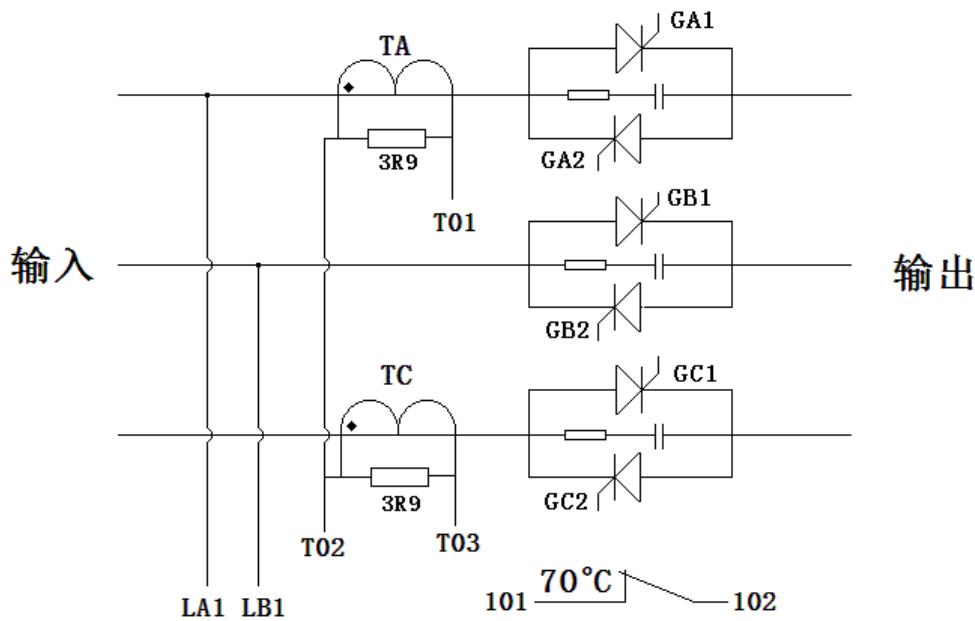 GA1
TA
3R9
GA2
T01
GB1
输入
输出
GB2
TC
GC1
3R9
GC2
T02
T03
70℃
101
102
LA1
LB1